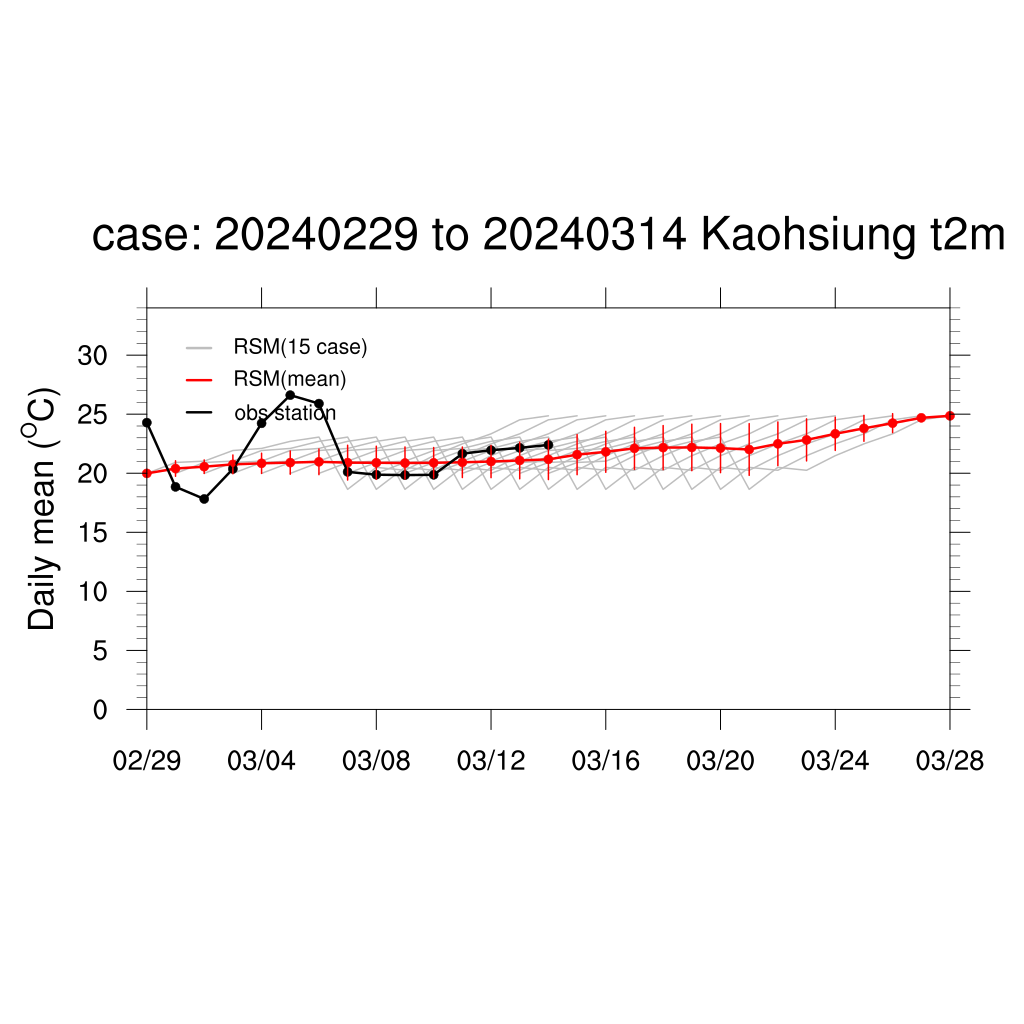 case: 20240229 to 20240314 Kaohsiung t2m
RSM(15 case)
RSM(mean)
obs station
Daily mean (°C)
30
25
20
15
10
5
0
02/29 03/04 03/08 03/12 03/16 03/20 03/24 03/28